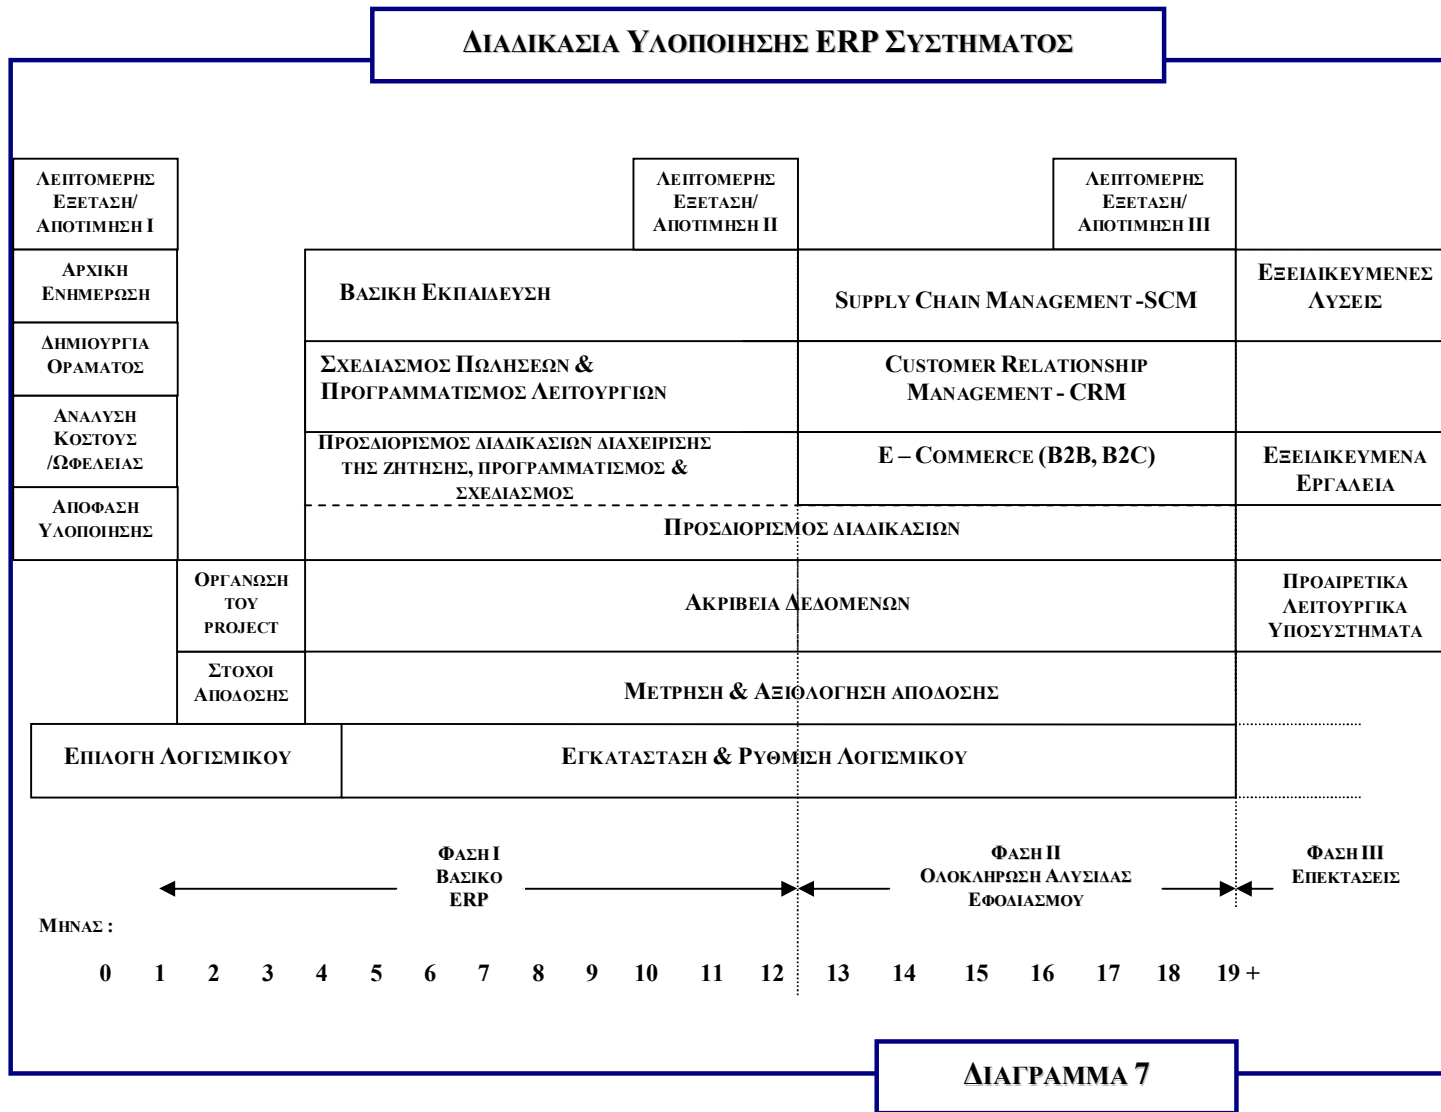 ΔΙΑΔΙΚΑΣΙΑ ΥΛΟΠΟΙΗΣΗΣ ERP ΣΥΣΤΗΜΑΤΟΣ
ΛΕΠΤΟΜΕΡΗΣ
ΕΞΕΤΑΣΗ/
ΑΠΟΤΙΜΗΣΗ Ι
ΛΕΠΤΟΜΕΡΗΣ
ΕΞΕΤΑΣΗ/
ΑΠΟΤΙΜΗΣΗ ΙΙ
ΛΕΠΤΟΜΕΡΗΣ
ΕΞΕΤΑΣΗ/
ΑΠΟΤΙΜΗΣΗ ΙΙΙ
ΑΡΧΙΚΗ
ΕΝΗΜΕΡΩΣΗ
ΒΑΣΙΚΗ ΕΚΠΑΙΔΕΥΣΗ
SUPPLY CHAIN MANAGEMENT -SCM
ΕΞΕΙΔΙΚΕΥΜΕΝΕΣ
ΛΥΣΕΙΣ
ΔΗΜΙΟΥΡΓΙΑ
ΟΡΑΜΑΤΟΣ
ΣΧΕΔΙΑΣΜΟΣ ΠΩΛΗΣΕΩΝ &
ΠΡΟΓΡΑΜΜΑΤΙΣΜΟΣ ΛΕΙΤΟΥΡΓΙΩΝ
CUSTOMER RELATIONSHIP
MANAGEMENT - CRM
ΑΝΑΛΥΣΗ
ΚΟΣΤΟΥΣ
/ΩΦΕΛΕΙΑΣ
ΠΡΟΣΔΙΟΡΙΣΜΟΣ ΔΙΑΔΙΚΑΣΙΩΝ ΔΙΑΧΕΙΡΙΣΗΣ
ΤΗΣ ΖΗΤΗΣΗΣ, ΠΡΟΓΡΑΜΜΑΤΙΣΜΟΣ &
ΣΧΕΔΙΑΣΜΟΣ
E – COMMERCE (B2B, B2C)
ΕΞΕΙΔΙΚΕΥΜΕΝΑ
ΕΡΓΑΛΕΙΑ
ΑΠΟΦΑΣΗ
ΥΛΟΠΟΙΗΣΗΣ
ΠΡΟΣΔΙΟΡΙΣΜΟΣ ΔΙΑΔΙΚΑΣΙΩΝ
ΟΡΓΑΝΩΣΗ
ΤΟΥ
PROJECT
ΑΚΡΙΒΕΙΑ ΔΕΔΟΜΕΝΩΝ
ΠΡΟΑΙΡΕΤΙΚΑ
ΛΕΙΤΟΥΡΓΙΚΑ
ΥΠΟΣΥΣΤΗΜΑΤΑ
ΣΤΟΧΟΙ
ΑΠΟΔΟΣΗΣ
ΜΕΤΡΗΣΗ & ΑΞΙΟΛΟΓΗΣΗ ΑΠΟΔΟΣΗΣ
ΕΠΙΛΟΓΗ ΛΟΓΙΣΜΙΚΟΥ
ΕΓΚΑΤΑΣΤΑΣΗ & ΡΥΘΜΙΣΗ ΛΟΓΙΣΜΙΚΟΥ
ΦΑΣΗ Ι
ΒΑΣΙΚΟ
ERP
ΦΑΣΗ ΙΙ
ΟΛΟΚΛΗΡΩΣΗ ΑΛΥΣΙΔΑΣ
ΕΦΟΔΙΑΣΜΟΥ
ΦΑΣΗ ΙΙΙ
ΕΠΕΚΤΑΣΕΙΣ
ΜΗΝΑΣ :
0 1 2 3 4 5 6 7 8 9 10 11 12 13 14 15 16 17 18 19 +
ΔΙΑΓΡΑΜΜΑ 7